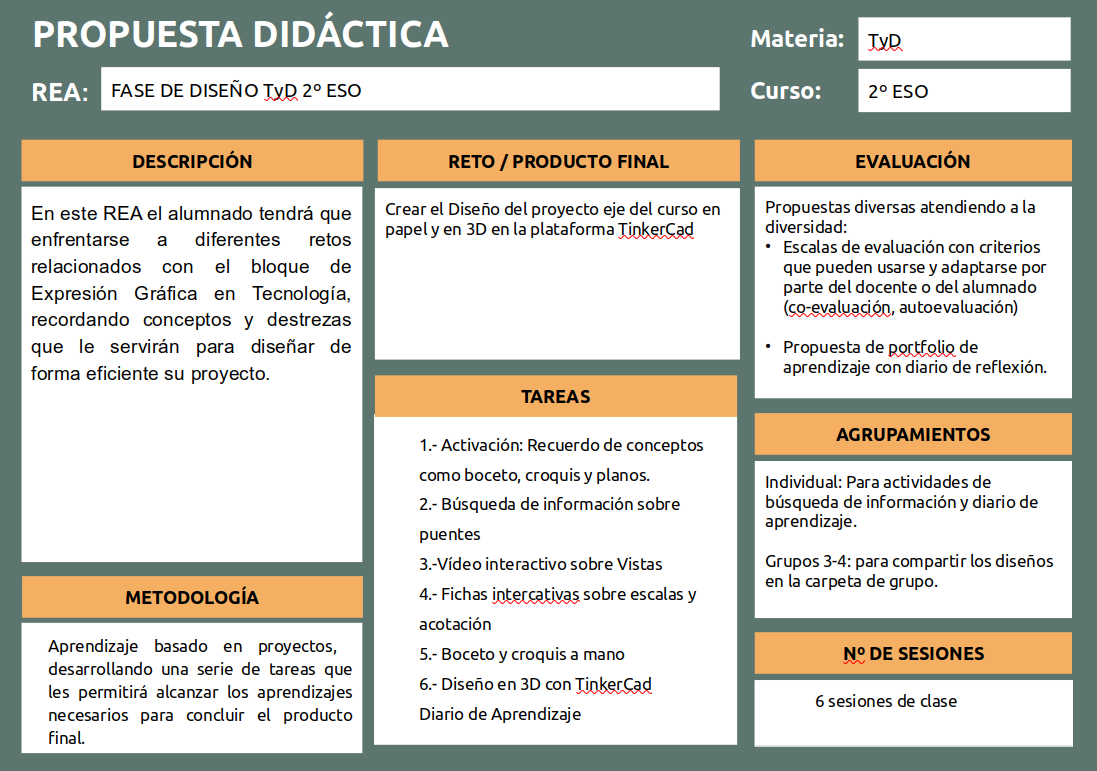 PROPUESTA DIDÁCTICA
Materia:
TyD
REA:
FASE DE DISEÑO TyD 2º ESO
Curso:
2º ESO
DESCRIPCIÓN
En este REA el alumnado tendrá que
enfrentarse a diferentes retos
relacionados con el bloque de
Expresión Gráfica en Tecnología,
recordando conceptos y destrezas
que le servirán para diseñar de
forma eficiente su proyecto.
METODOLOGÍA
Aprendizaje basado en proyectos,
desarrollando una serie de tareas que
les permitirá alcanzar los aprendizajes
necesarios para concluir el producto
final.
RETO / PRODUCTO FINAL
Crear el Diseño del proyecto eje del curso en
papel y en 3D en la plataforma TinkerCad
TAREAS
1.- Activación: Recuerdo de conceptos
como boceto, croquis y planos.
2.- Búsqueda de información sobre
puentes
3.-Vídeo interactivo sobre Vistas
4.- Fichas intercativas sobre escalas y
acotación
5.- Boceto y croquis a mano
6.- Diseño en 3D con TinkerCad
Diario de Aprendizaje
EVALUACIÓN
Propuestas diversas atendiendo a la
diversidad:
• Escalas de evaluación con criterios
que pueden usarse y adaptarse por
parte del docente o del alumnado
(co-evaluación, autoevaluación)
• Propuesta de portfolio de
aprendizaje con diario de reflexión.
AGRUPAMIENTOS
Individual: Para actividades de
búsqueda de información y diario de
aprendizaje.
Grupos 3-4: para compartir los diseños
en la carpeta de grupo.
Nº DE SESIONES
6 sesiones de clase